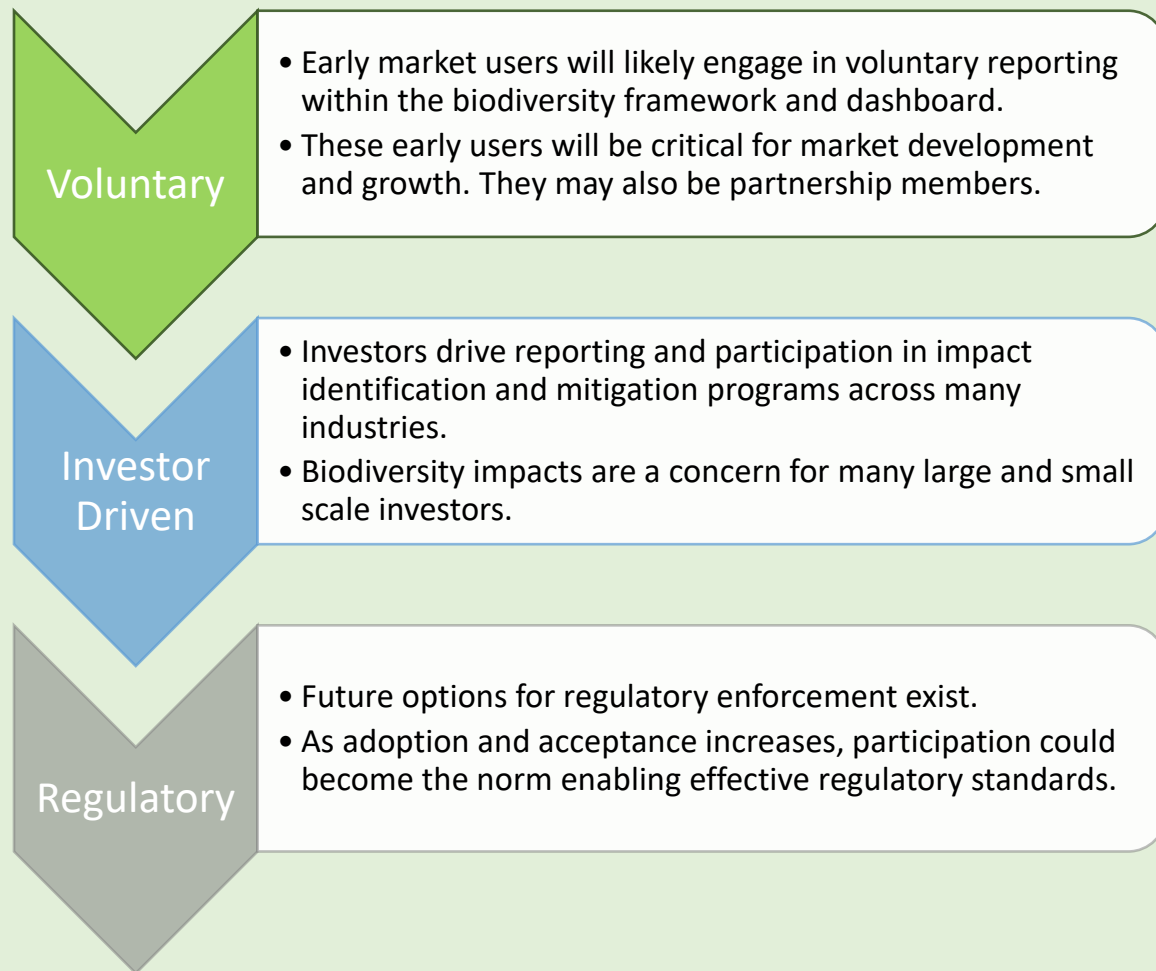 Voluntary
• Early market users will likely engage in voluntary reporting
within the biodiversity framework and dashboard.
• These early users will be critical for market development
and growth. They may also be partnership members.
Investor
Driven
• Investors drive reporting and participation in impact
identification and mitigation programs across many
industries.
• Biodiversity impacts are a concern for many large and small
scale investors.
Regulatory
• Future options for regulatory enforcement exist.
• As adoption and acceptance increases, participation could
become the norm enabling effective regulatory standards.